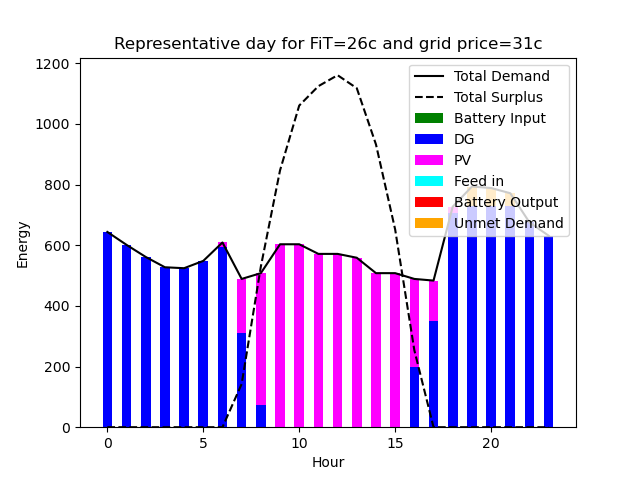 Representative day for FiT=26c and grid price=31c
1200
1000
800
600
400
200
0
Energy
0
5
10
15
20
Hour
Total Demand
Total Surplus
Battery Input
DG
PV
Feed in
Battery Output
Unmet Demand